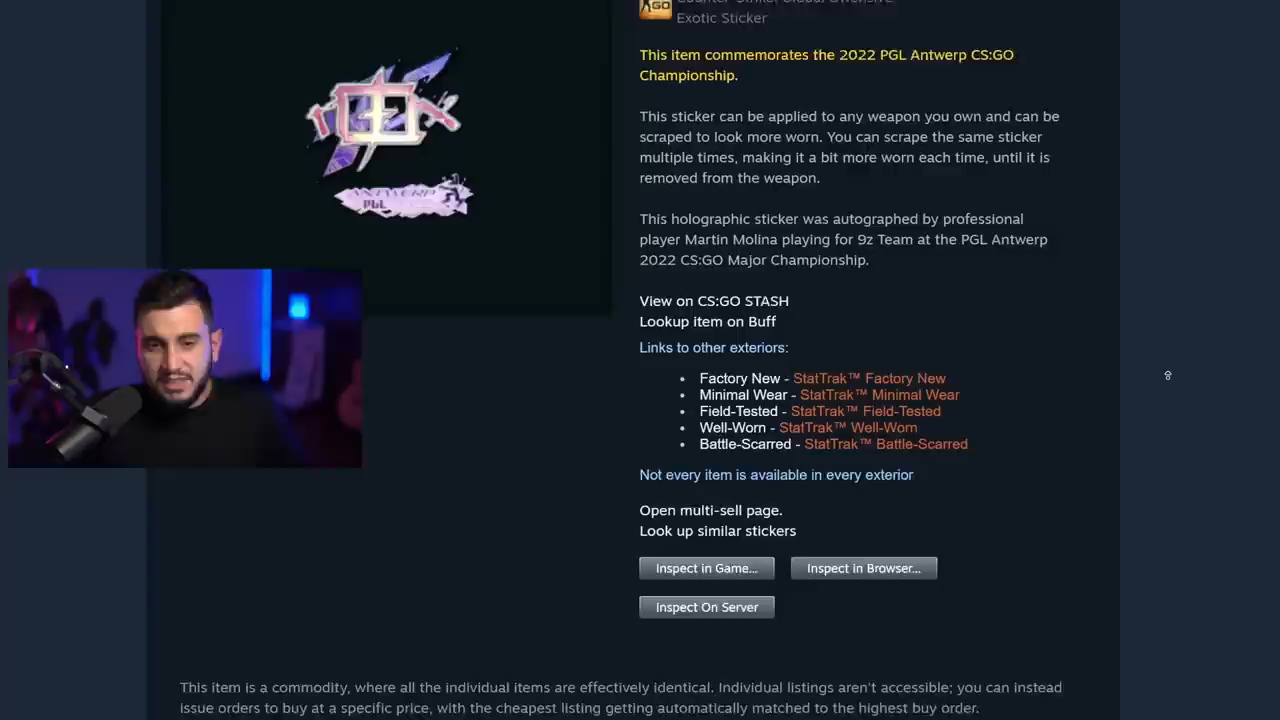 GO
Counter-Strike: Global Offensive
Exotic Sticker
This item commemorates the 2022 PGL Antwerp CS:GO
Championship.
This sticker can be applied to any weapon you own and can be
scraped to look more worn. You can scrape the same sticker
multiple times, making it a bit more worn each time, until it is
removed from the weapon.
This holographic sticker was autographed by professional
player Martin Molina playing for 9z Team at the PGL Antwerp
2022 CS:GO Major Championship.
ANTWERP
PGL
View on CS:GO STASH
Lookup item on Buff
Links to other exteriors:
• Factory New - StatTrak™ Factory New
• Minimal Wear - StatTrak™ Minimal Wear
• Field-Tested - StatTrak™ Field-Tested
• Well-Worn - StatTrak™ Well-Worn
• Battle-Scarred - StatTrak™ Battle-Scarred
Not every item is available in every exterior
Open multi-sell page.
Look up similar stickers
Inspect in Game... Inspect in Browser...
Inspect On Server
This item is a commodity, where all the individual items are effectively identical. Individual listings aren't accessible; you can instead
issue orders to buy at a specific price, with the cheapest listing getting automatically matched to the highest buy order.